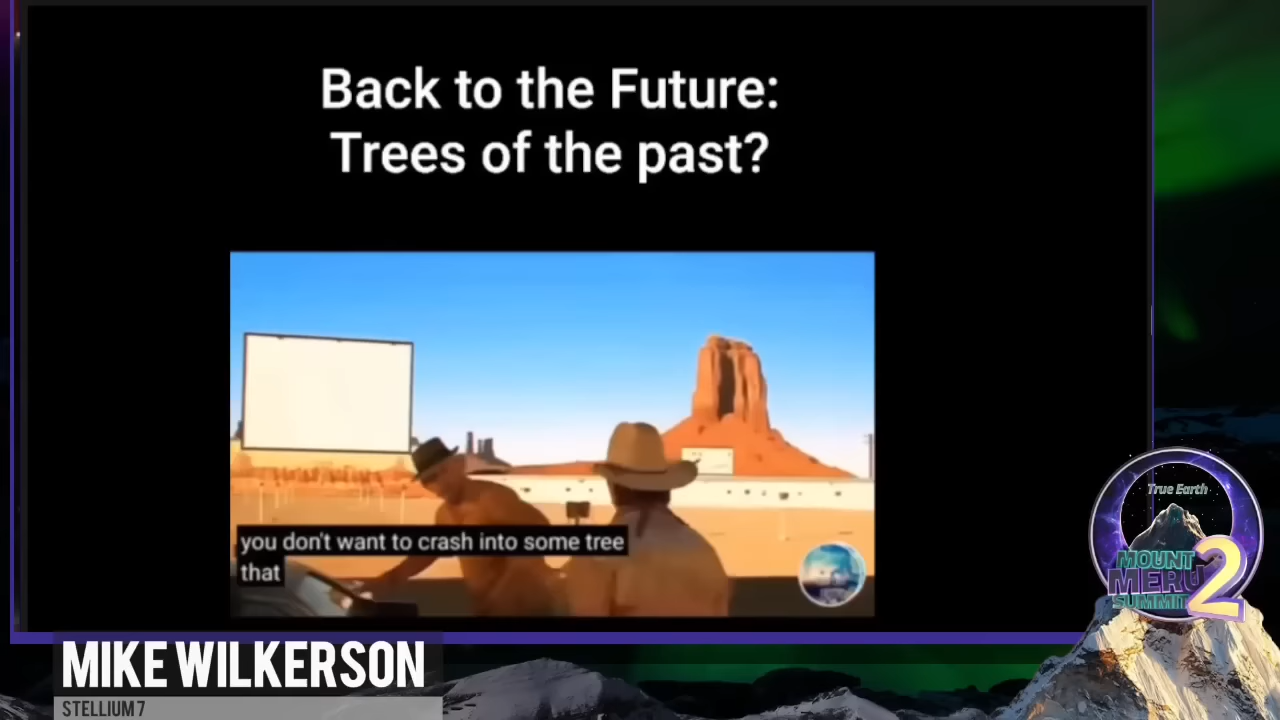 Back to the Future:
Trees of the past?
you don't want to crash into some tree
that
True Earth
MOUNT
MERU
SUMMIT
2
MIKE WILKERSON
STELLIUM 7